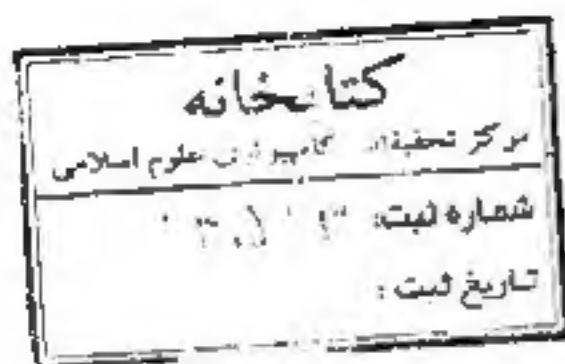 کتابخانه
مرکز تحقیقات کامپیوتری علوم اسلامی
شماره ثبت:
تاریخ ثبت :